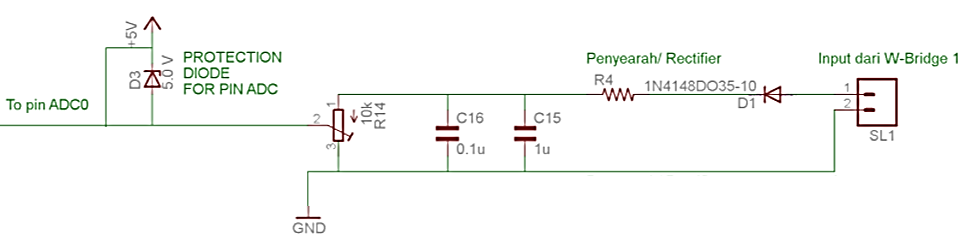 +5V
D3
5.0 V
PROTECTION
DIODE
FOR PIN ADC
To pin ADC0
1
2
3
10k
R14
C16
0.1u
C15
1u
Penyearah/ Rectifier
R4
1N4148DO35-10
D1
Input dari W-Bridge 1
1
2
SL1
GND